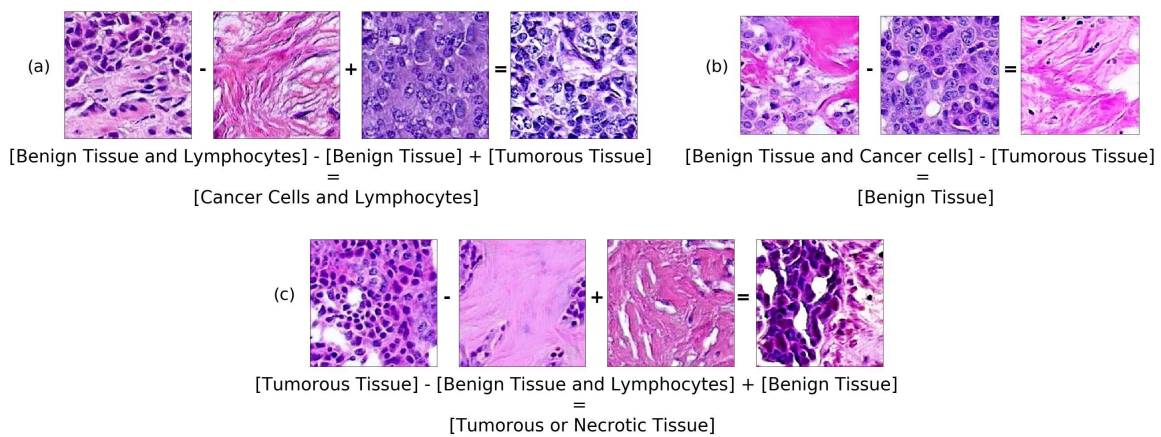 (a) - + =
[Benign Tissue and Lymphocytes] - [Benign Tissue] + [Tumorous Tissue]
=
[Cancer Cells and Lymphocytes]
(b) - =
[Benign Tissue and Cancer cells] - [Tumorous Tissue]
=
[Benign Tissue]
(c) - + =
[Tumorous Tissue] - [Benign Tissue and Lymphocytes] + [Benign Tissue]
=
[Tumorous or Necrotic Tissue]